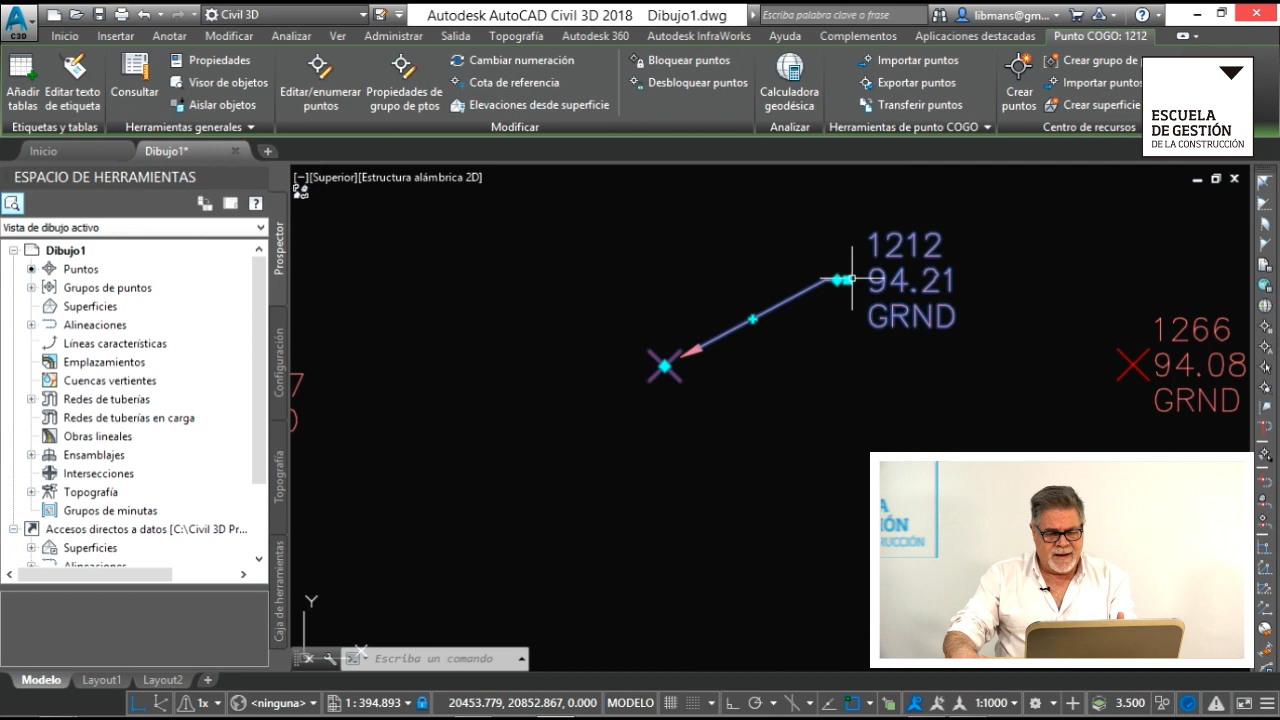 Civil 3D
Autodesk AutoCAD Civil 3D 2018 Dibujo1.dwg
Escriba palabra clave o frase
libmans@gm...
C3D
Inicio Insertar Anotar Modificar Analizar Ver Administrar Salida Topografía Autodesk 360 Autodesk InfraWorks Ayuda Complementos Aplicaciones destacadas Punto COGO: 1212
Añadir tablas
Editar texto de etiqueta
Etiquetas y tablas
Consultar
Propiedades
Visor de objetos
Aislar objetos
Herramientas generales
Editar/enumerar puntos
Propiedades de grupo de ptos
Cambiar numeración
Cota de referencia
Elevaciones desde superficie
Bloquear puntos
Desbloquear puntos
Modificar
Calculadora geodésica
Analizar
Importar puntos
Exportar puntos
Transferir puntos
Herramientas de punto COGO
Crear puntos
Crear grupo de
Importar puntos
Crear superficie
Centro de recursos
ESCUELA
DE GESTIÓN
DE LA CONSTRUCCIÓN
Inicio
Dibujo1*
ESPACIO DE HERRAMIENTAS
Vista de dibujo activo
Dibujo1
Puntos
Grupos de puntos
Superficies
Alineaciones
Líneas características
Emplazamientos
Cuencas vertientes
Redes de tuberías
Redes de tuberías en carga
Obras lineales
Ensamblajes
Intersecciones
Topografía
Grupos de minutas
Accesos directos a datos [C:\Civil 3D Pr...
Superficies
Alineaciones
Prospector
Configuración
Topografía
Caja de herramientas
[−][Superior][Estructura alámbrica 2D]
1212
94.21
GRND
1266
94.08
GRND
7
Y
X
Escriba un comando
A
IÓN
RUCCIÓN
Modelo Layout1 Layout2 +
1x
<ninguna>
1 : 394.893
20453.779, 20852.867, 0.000
MODELO
1:1000
3.500